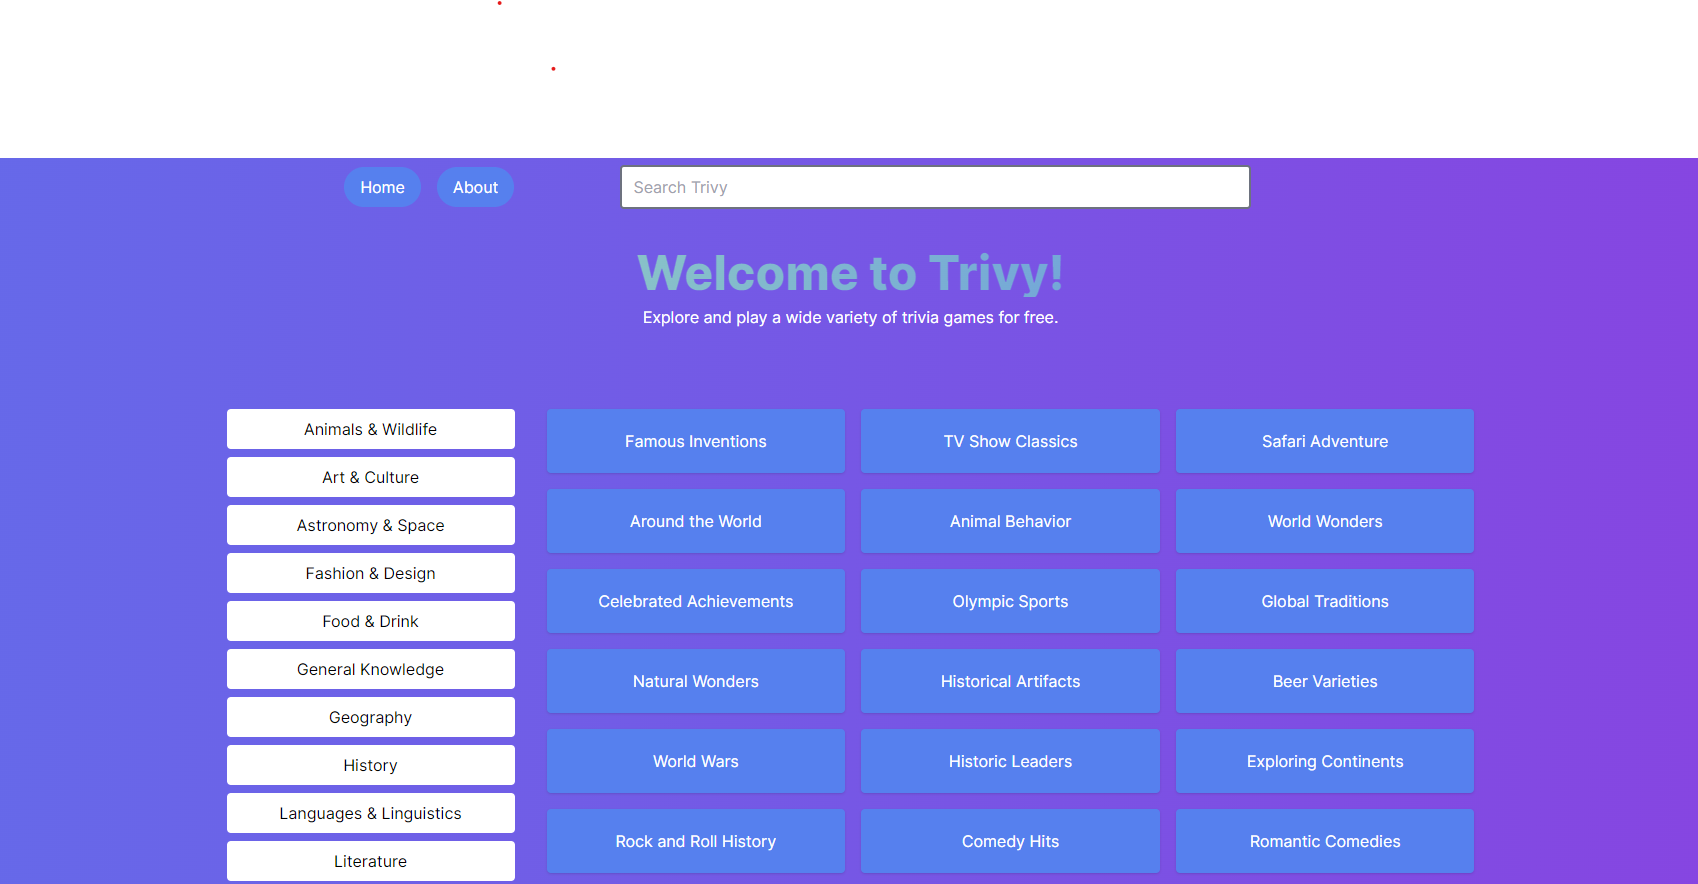 Home
About
Search Trivy
Welcome to Trivy!
Explore and play a wide variety of trivia games for free.
Animals & Wildlife
Art & Culture
Astronomy & Space
Fashion & Design
Food & Drink
General Knowledge
Geography
History
Languages & Linguistics
Literature
Famous Inventions
TV Show Classics
Safari Adventure
Around the World
Animal Behavior
World Wonders
Celebrated Achievements
Olympic Sports
Global Traditions
Natural Wonders
Historical Artifacts
Beer Varieties
World Wars
Historic Leaders
Exploring Continents
Rock and Roll History
Comedy Hits
Romantic Comedies